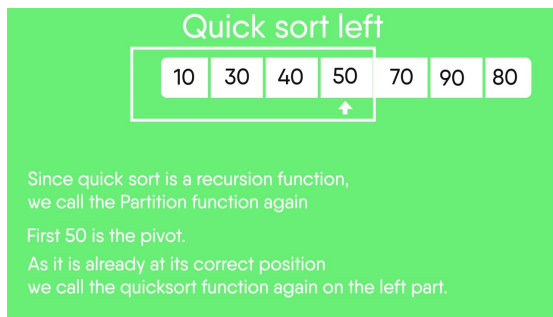 Quick sort left
10 30 40 50 70 90 80
Since quick sort is a recursion function,
we call the Partition function again
First 50 is the pivot.
As it is already at its correct position
we call the quicksort function again on the left part.